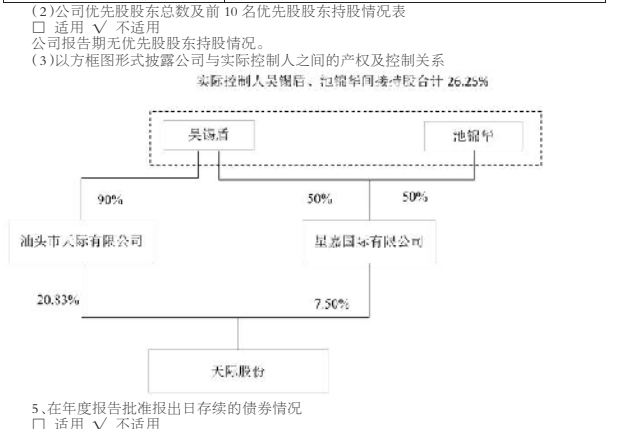 (2)公司优先股股东总数及前 10 名优先股股东持股情况表
□ 适用 √ 不适用
公司报告期无优先股股东持股情况。
(3)以方框图形式披露公司与实际控制人之间的产权及控制关系
实际控制人吴锡盾、池锦华间接持股合计 26.25%
吴锡盾
池锦华
90%
50%
50%
汕头市天际有限公司
星嘉国际有限公司
20.83%
7.50%
天际股份
5、在年度报告批准报出日存续的债券情况
□ 适用 √ 不适用